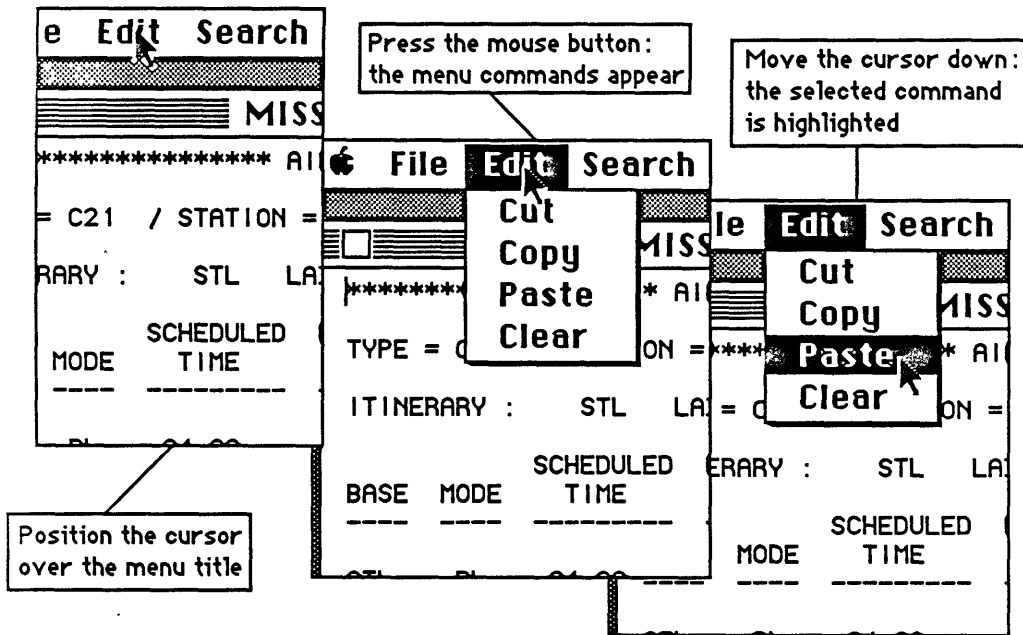 e Edit Search
MISS
*************** AI
= C21 / STATION =
RARY : STL LA
SCHEDULED
MODE TIME
---- ---------
Position the cursor
over the menu title
Press the mouse button:
the menu commands appear
File Edit Search
Cut
Copy
Paste
Clear
MISS
******* * AI
TYPE = ON =
ITINERARY : STL LA
SCHEDULED
BASE MODE TIME
---- ---- ---------
Move the cursor down:
the selected command
is highlighted
le Edit Search
Cut
Copy
Paste
Clear
MISS
**** * AI
= ON =
ERARY : STL LA
SCHEDULED
MODE TIME
---- ---- ---------